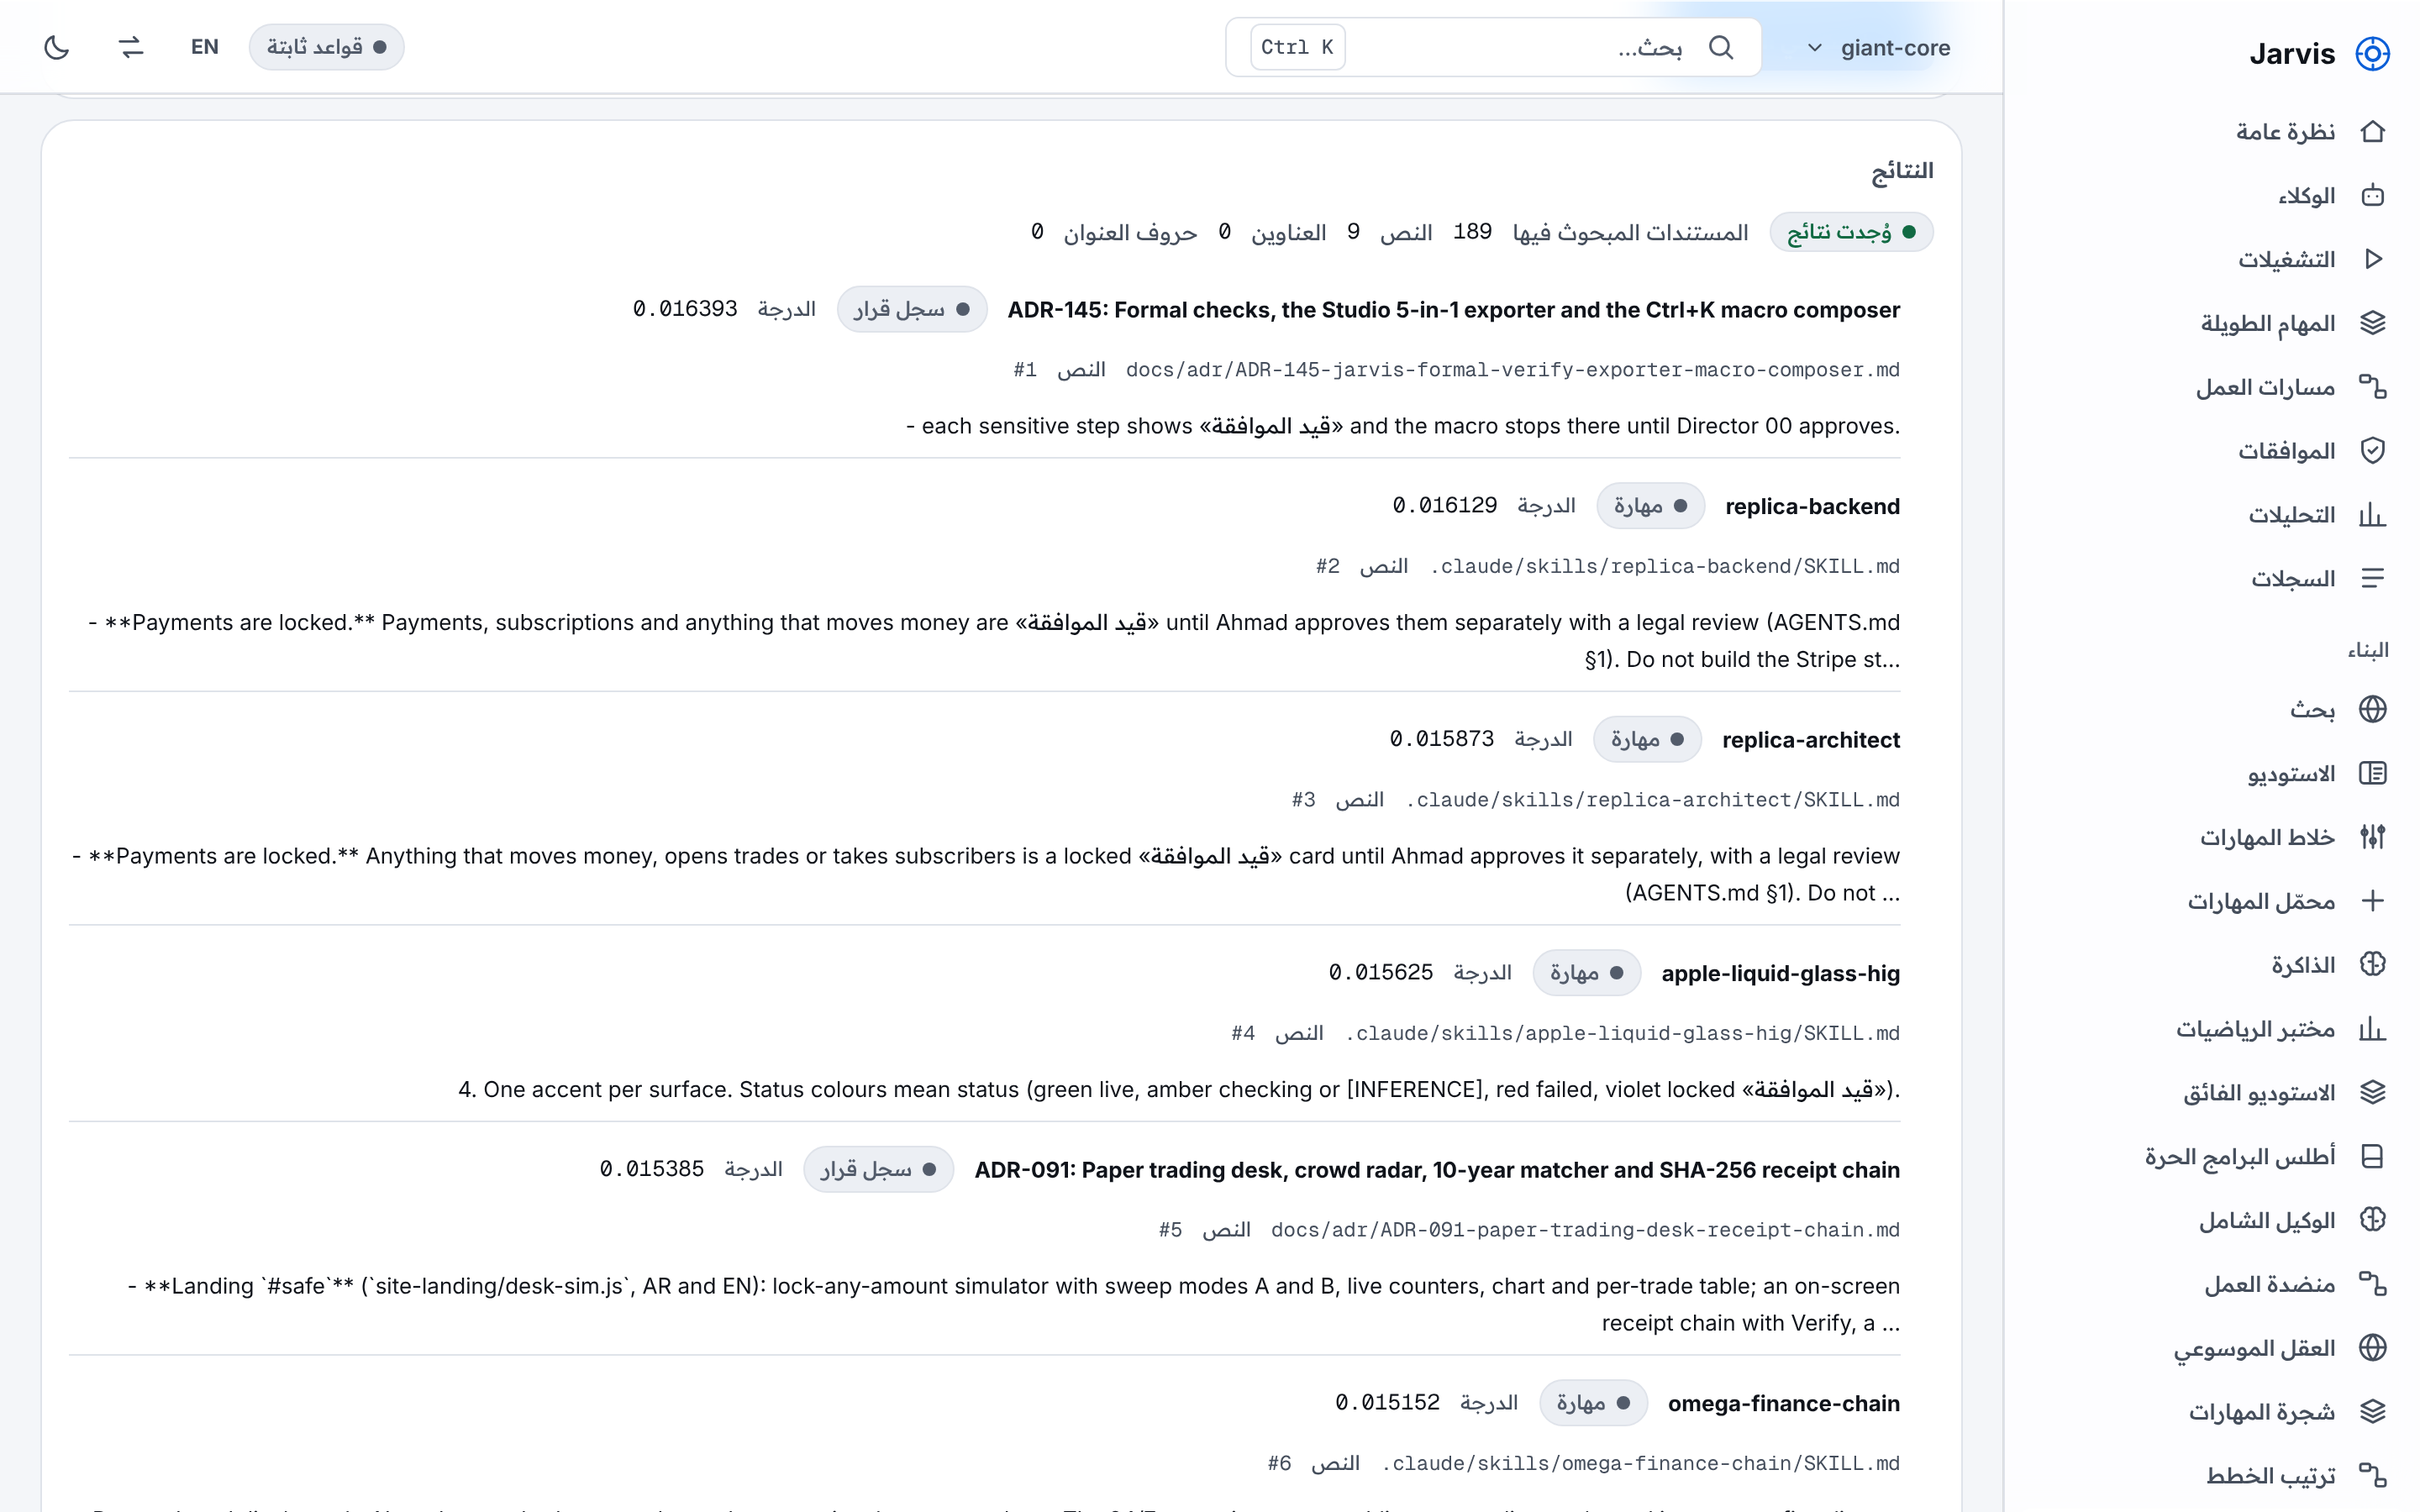 Jarvis
نظرة عامة
الوكلاء
التشغيلات
المهام الطويلة
مسارات العمل
الموافقات
التحليلات
السجلات
البناء
بحث
الاستوديو
خلاط المهارات
محمّل المهارات
الذاكرة
مختبر الرياضيات
الاستوديو الفائق
أطلس البرامج الحرة
الوكيل الشامل
منضدة العمل
العقل الموسوعي
شجرة المهارات
ترتيب الخطط
giant-core
بحث...
Ctrl K
قواعد ثابتة
EN
النتائج
وُجدت نتائج المستندات المبحوث فيها 189 النص 9 العناوين 0 حروف العنوان 0
ADR-145: Formal checks, the Studio 5-in-1 exporter and the Ctrl+K macro composer سجل قرار الدرجة 0.016393
docs/adr/ADR-145-jarvis-formal-verify-exporter-macro-composer.md النص #1
- each sensitive step shows «قيد الموافقة» and the macro stops there until Director 00 approves.
replica-backend مهارة الدرجة 0.016129
.claude/skills/replica-backend/SKILL.md النص #2
- **Payments are locked.** Payments, subscriptions and anything that moves money are «قيد الموافقة» until Ahmad approves them separately with a legal review (AGENTS.md
§1). Do not build the Stripe st...
replica-architect مهارة الدرجة 0.015873
.claude/skills/replica-architect/SKILL.md النص #3
- **Payments are locked.** Anything that moves money, opens trades or takes subscribers is a locked «قيد الموافقة» card until Ahmad approves it separately, with a legal review
(AGENTS.md §1). Do not ...
apple-liquid-glass-hig مهارة الدرجة 0.015625
.claude/skills/apple-liquid-glass-hig/SKILL.md النص #4
4. One accent per surface. Status colours mean status (green live, amber checking or [INFERENCE], red failed, violet locked «قيد الموافقة»).
ADR-091: Paper trading desk, crowd radar, 10-year matcher and SHA-256 receipt chain سجل قرار الدرجة 0.015385
docs/adr/ADR-091-paper-trading-desk-receipt-chain.md النص #5
- **Landing `#safe`** (`site-landing/desk-sim.js`, AR and EN): lock-any-amount simulator with sweep modes A and B, live counters, chart and per-trade table; an on-screen
receipt chain with Verify, a ...
omega-finance-chain مهارة الدرجة 0.015152
.claude/skills/omega-finance-chain/SKILL.md النص #6